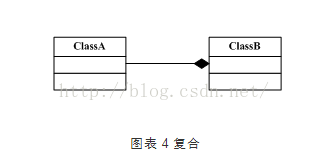 ClassA
ClassB
http://blog.csdn.net/
图表 4 复合